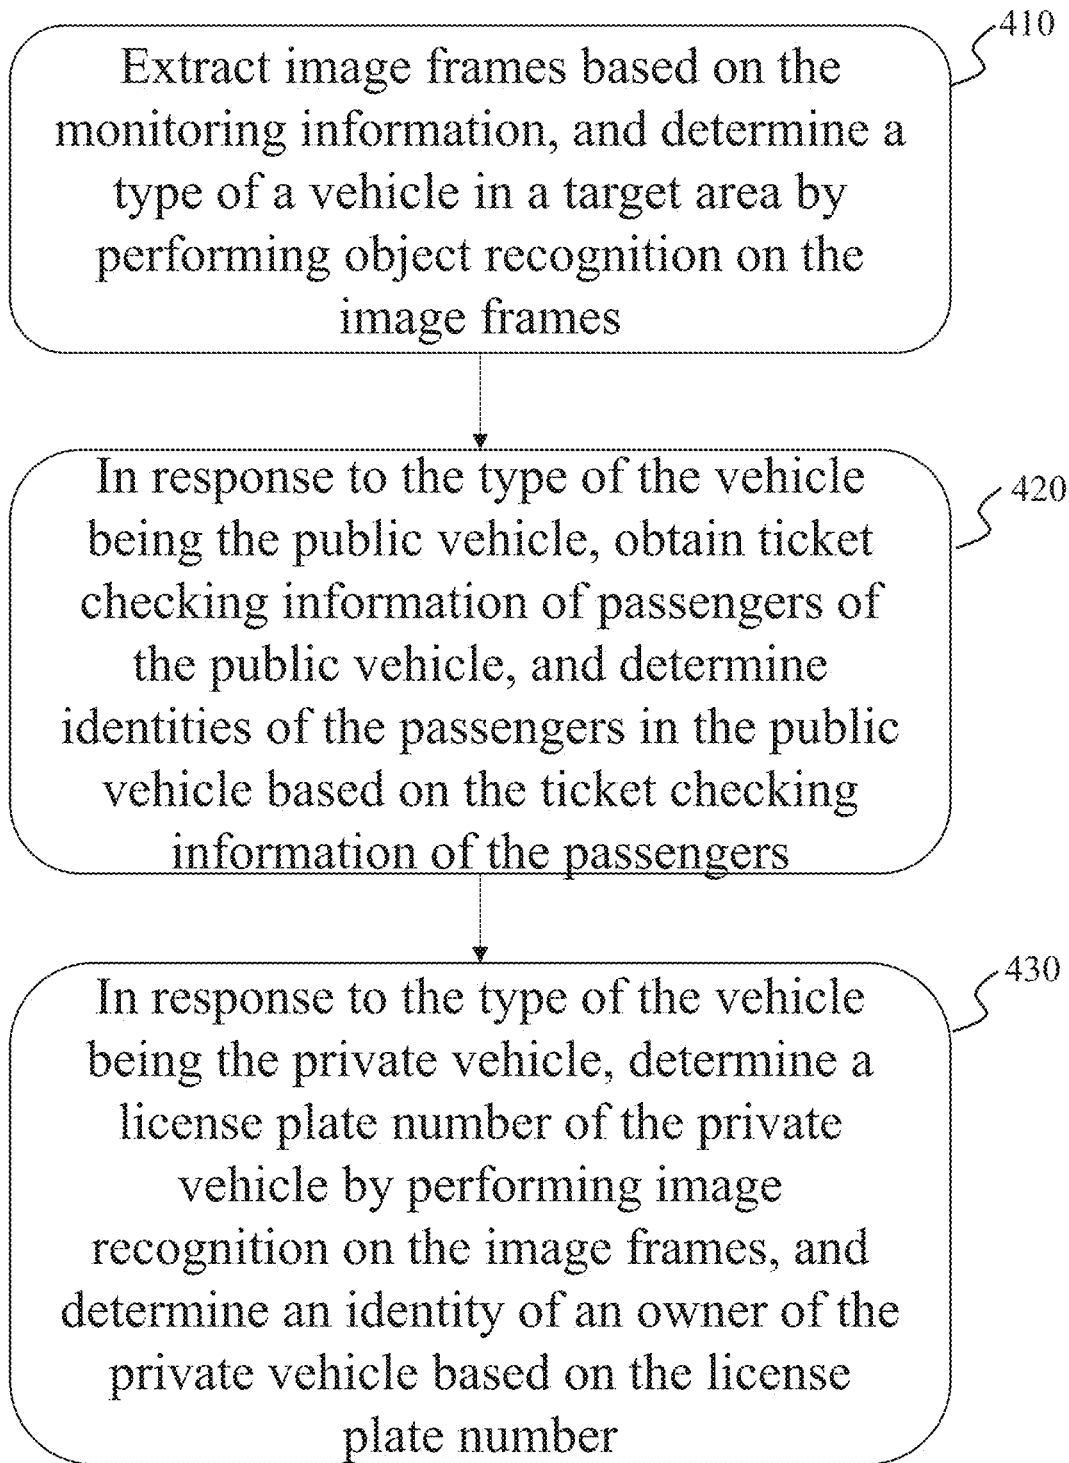 410
Extract image frames based on the
monitoring information, and determine a
type of a vehicle in a target area by
performing object recognition on the
image frames
420
In response to the type of the vehicle
being the public vehicle, obtain ticket
checking information of passengers of
the public vehicle, and determine
identities of the passengers in the public
vehicle based on the ticket checking
information of the passengers
430
In response to the type of the vehicle
being the private vehicle, determine a
license plate number of the private
vehicle by performing image
recognition on the image frames, and
determine an identity of an owner of the
private vehicle based on the license
plate number